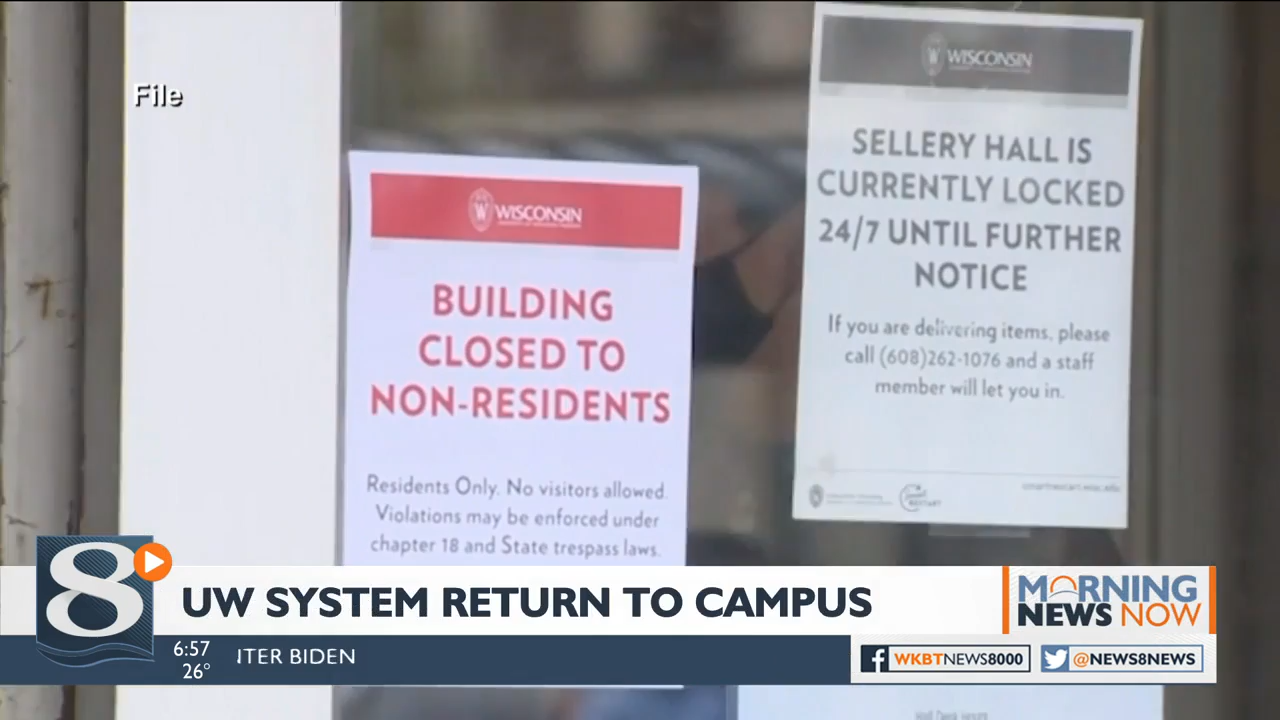 File
WISCONSIN
BUILDING
CLOSED TO
NON-RESIDENTS
Residents Only. No visitors allowed.
Violations may be enforced under
chapter 18 and State trespass laws.
WISCONSIN
SELLERY HALL IS
CURRENTLY LOCKED
24/7 UNTIL FURTHER
NOTICE
If you are delivering items, please
call (608)262-1076 and a staff
member will let you in.
8
UW SYSTEM RETURN TO CAMPUS
MORNING
NEWS NOW
6:57
26°
ITER BIDEN
WKBTNEWS8000
@NEWS8NEWS